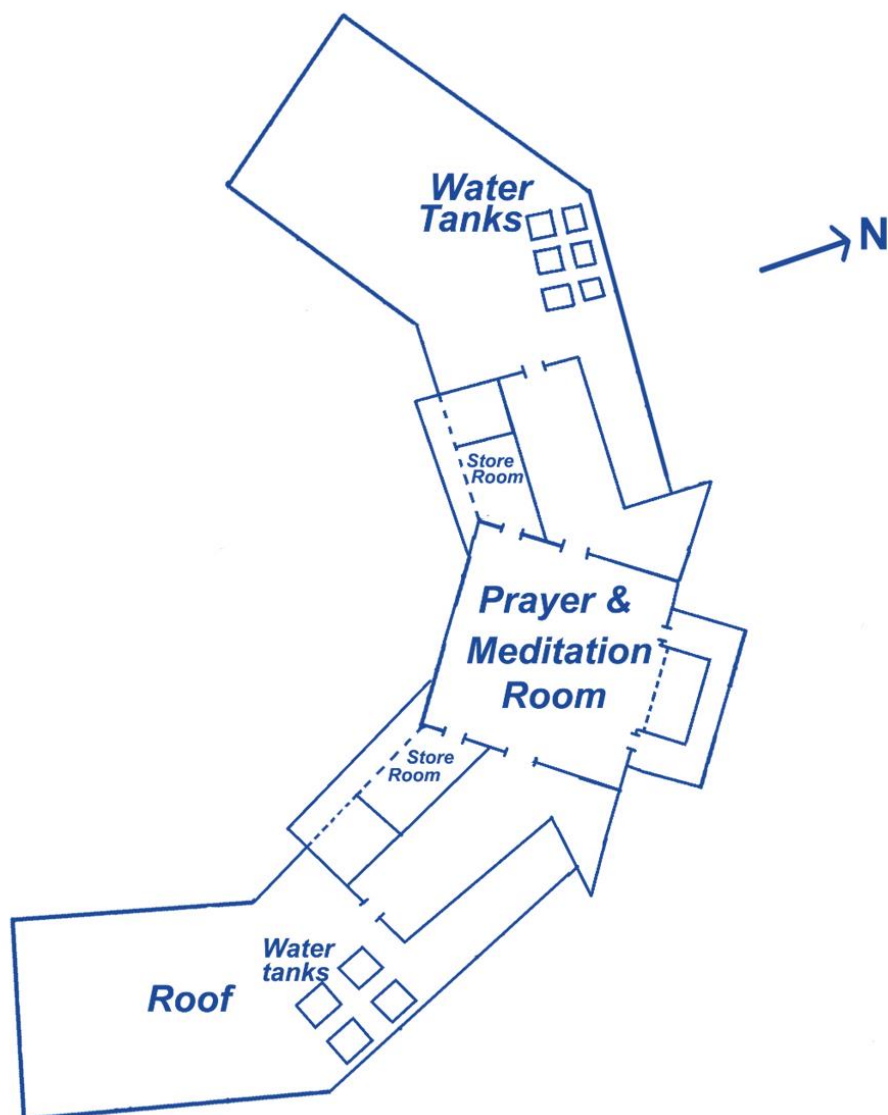 Water
Tanks
N
Store
Room
Prayer &
Meditation
Room
Store
Room
Water
tanks
Roof